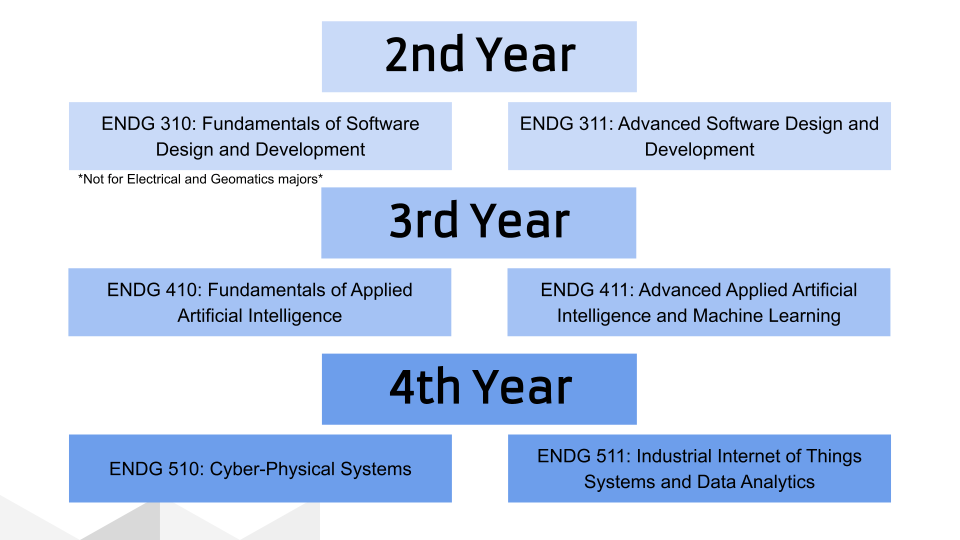 2nd Year
ENDG 310: Fundamentals of Software
Design and Development
ENDG 311: Advanced Software Design and
Development
*Not for Electrical and Geomatics majors*
3rd Year
ENDG 410: Fundamentals of Applied
Artificial Intelligence
ENDG 411: Advanced Applied Artificial
Intelligence and Machine Learning
4th Year
ENDG 510: Cyber-Physical Systems
ENDG 511: Industrial Internet of Things
Systems and Data Analytics